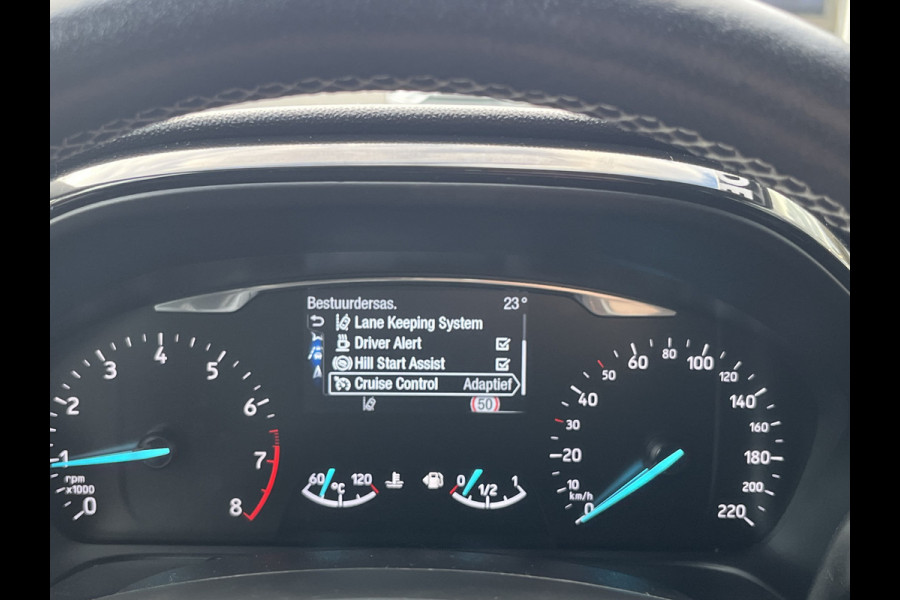 DE
Bestuurdersas. 23°
Lane Keeping System
Driver Alert
Hill Start Assist
Cruise Control Adaptief
50
0 1 2 3 4 5 6 7 8
rpm
x1000
60 °C 120
0 1/2 1
0 10 20 30 40 50 60 80 100 120 140 160 180 200 220
km/h